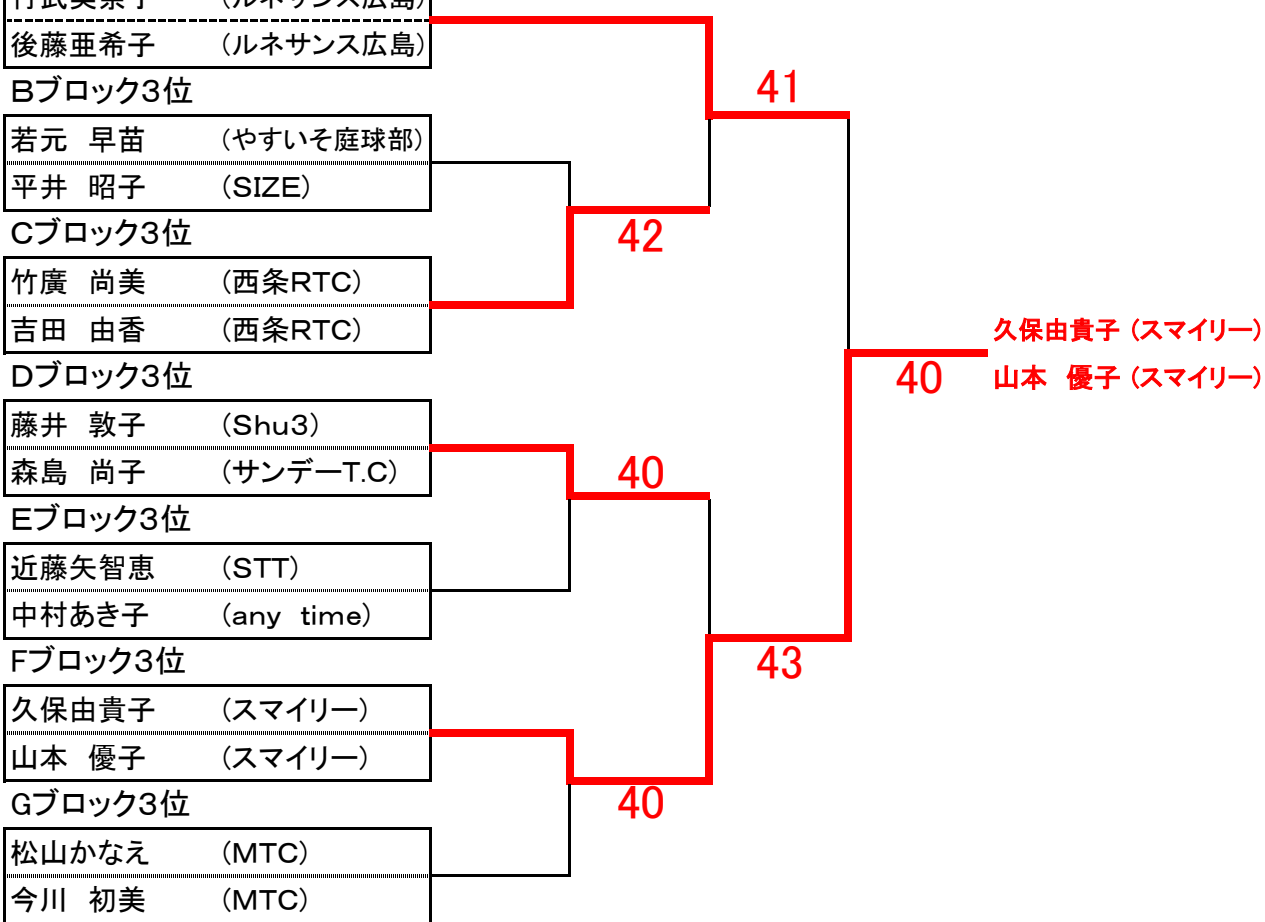 (ルネサンス広島)
後藤亜希子 (ルネサンス広島)
Bブロック3位
41
若元 早苗 (やすいそ庭球部)
平井 昭子 (SIZE)
Cブロック3位
42
竹廣 尚美 (西条RTC)
吉田 由香 (西条RTC)
久保由貴子 (スマイリー)
山本 優子 (スマイリー)
40
Dブロック3位
藤井 敦子 (Shu3)
森島 尚子 (サンデーT.C)
40
Eブロック3位
近藤矢智恵 (STT)
中村あき子 (any time)
Fブロック3位
43
久保由貴子 (スマイリー)
山本 優子 (スマイリー)
Gブロック3位
40
松山かなえ (MTC)
今川 初美 (MTC)